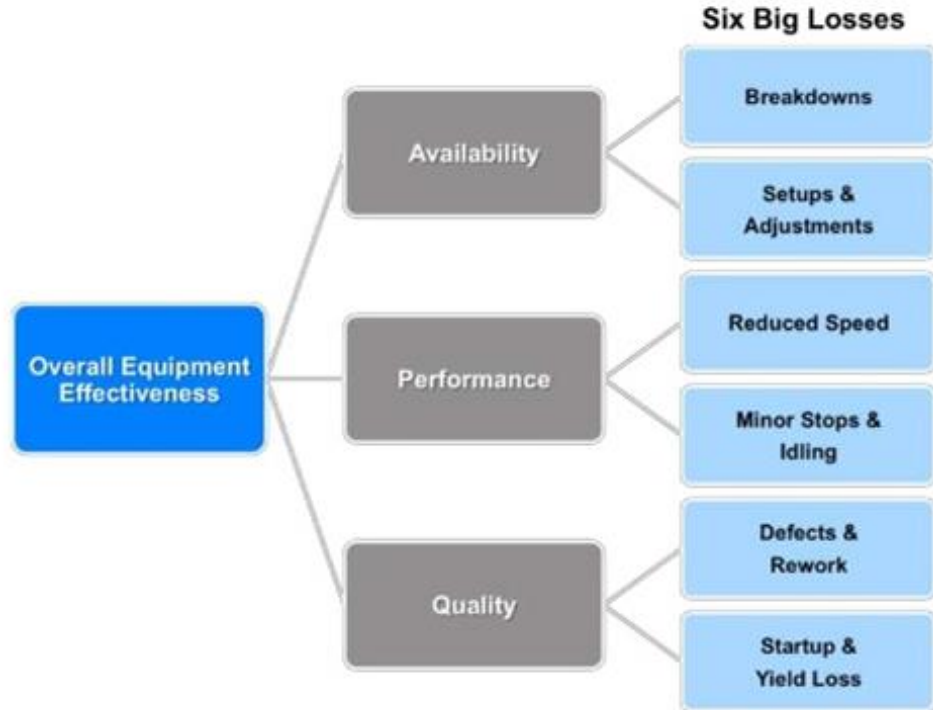 Six Big Losses
Breakdowns
Availability
Setups &
Adjustments
Reduced Speed
Overall Equipment
Effectiveness
Performance
Minor Stops &
Idling
Defects &
Rework
Quality
Startup &
Yield Loss